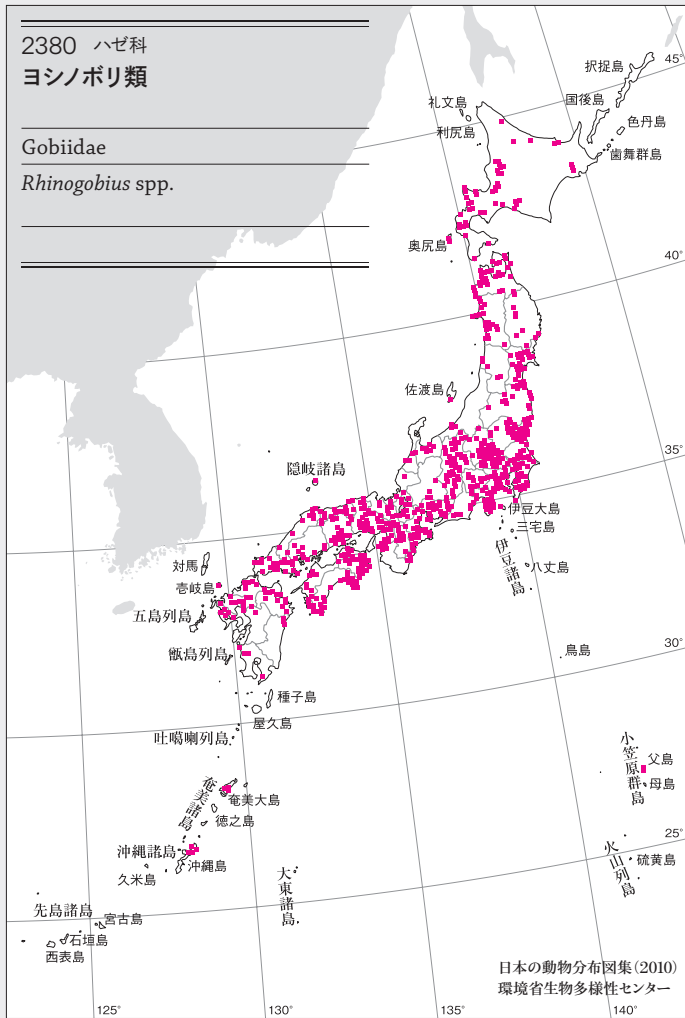 2380 ハゼ科
ヨシノボリ類
Gobiidae
Rhinogobius spp.
択捉島
45°
礼文島
国後島
色丹島
利尻島
歯舞群島
奥尻島
40°
佐渡島
35°
隠岐諸島
伊豆大島
三宅島
伊豆諸島
八丈島
対馬
壱岐島
五島列島
甑島列島
鳥島
30°
種子島
屋久島
吐噶喇列島
小笠原群島
父島
母島
奄美諸島
奄美大島
徳之島
25°
沖縄諸島
沖縄島
久米島
大東諸島
火山列島
硫黄島
先島諸島
宮古島
石垣島
西表島
日本の動物分布図集(2010)
環境省生物多様性センター
125°
130°
135°
140°